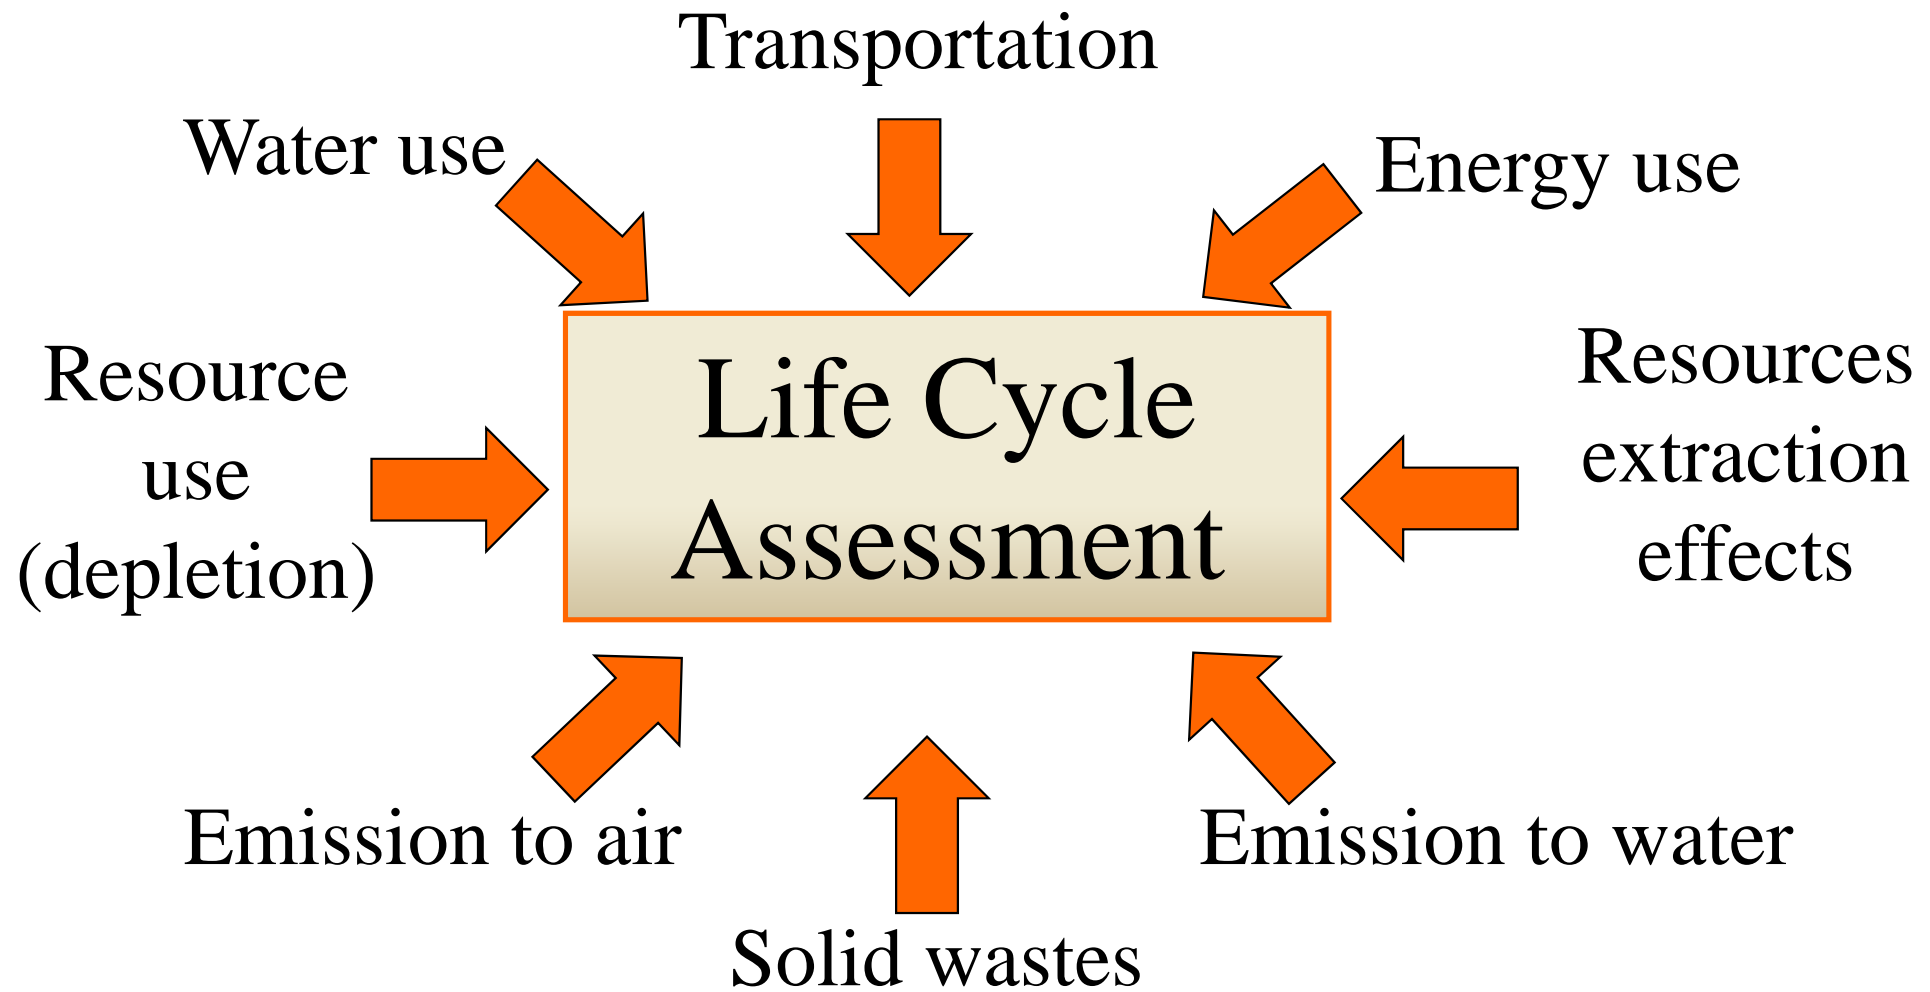 Transportation
Water use
Energy use
Resource
use
(depletion)
Life Cycle
Assessment
Resources
extraction
effects
Emission to air
Emission to water
Solid wastes